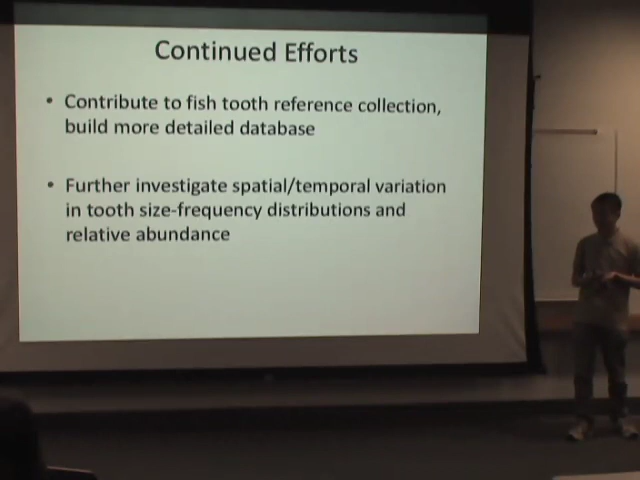 Continued Efforts
• Contribute to fish tooth reference collection,
build more detailed database
• Further investigate spatial/temporal variation
in tooth size-frequency distributions and
relative abundance